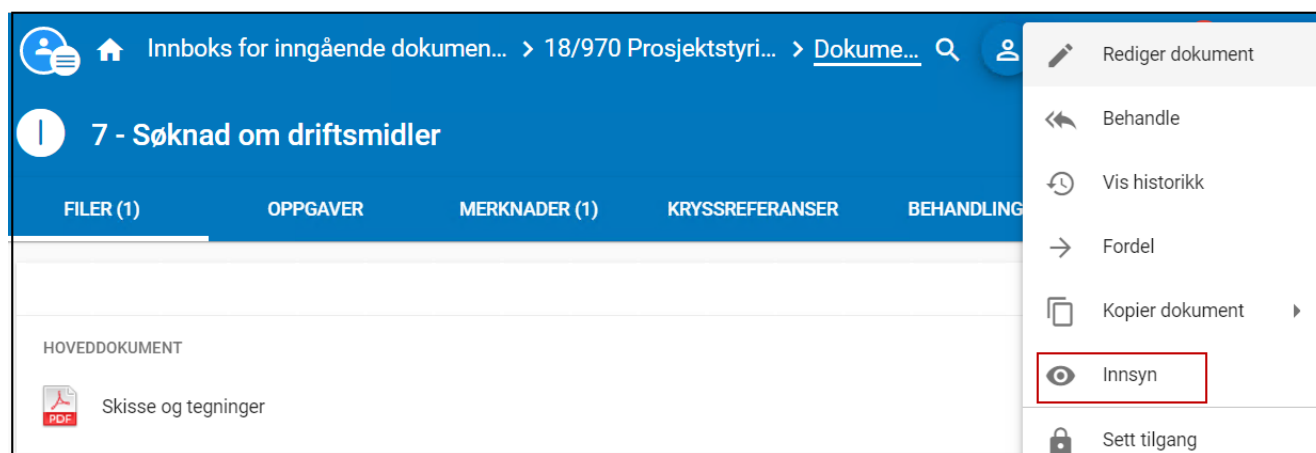 Innboks for inngående dokumen... > 18/970 Prosjektstyri... > Dokume...
7 - Søknad om driftsmidler
FILER (1) OPPGAVER MERKNADER (1) KRYSSREFERANSER BEHANDLING
HOVEDDOKUMENT
PDF
Skisse og tegninger
Rediger dokument
Behandle
Vis historikk
Fordel
Kopier dokument
Innsyn
Sett tilgang